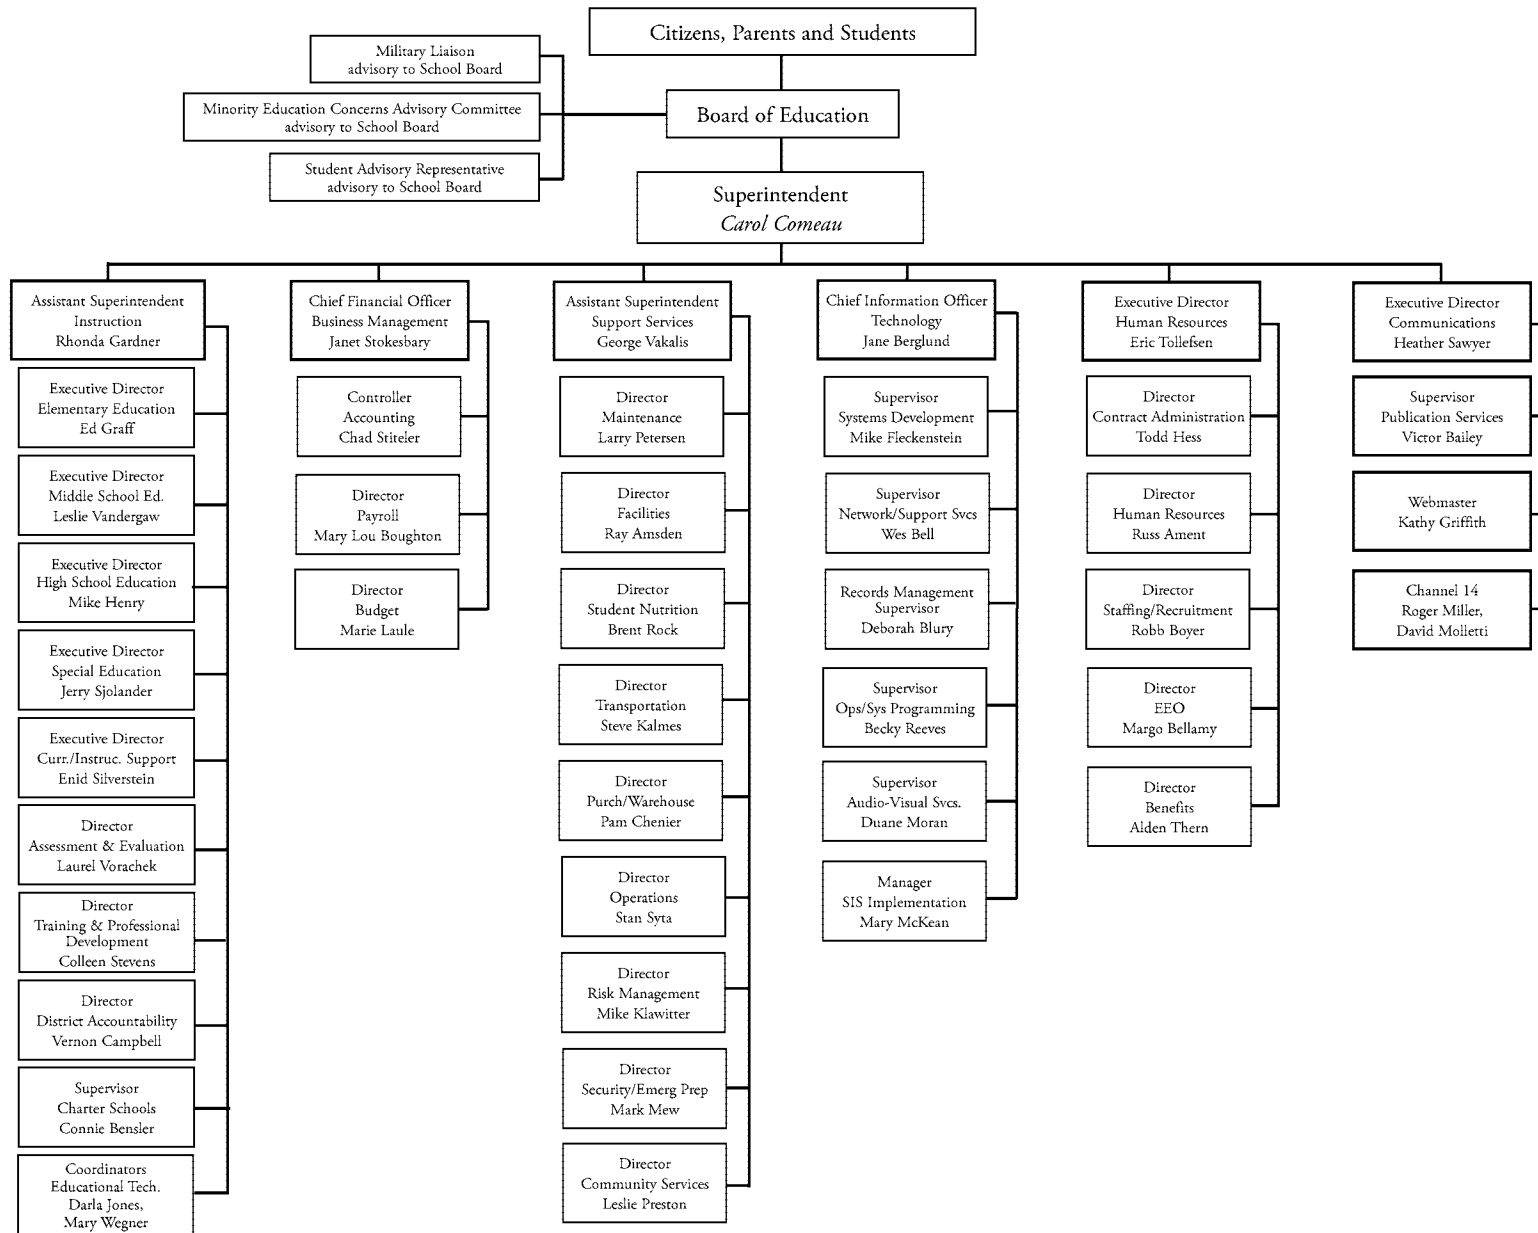 Citizens, Parents and Students
Military Liaison
advisory to School Board
Minority Education Concerns Advisory Committee
advisory to School Board
Board of Education
Student Advisory Representative
advisory to School Board
Superintendent
Carol Comeau
Assistant Superintendent
Instruction
Rhonda Gardner
Executive Director
Elementary Education
Ed Graff
Executive Director
Middle School Ed.
Leslie Vandergaw
Executive Director
High School Education
Mike Henry
Executive Director
Special Education
Jerry Sjolander
Executive Director
Curr./Instruc. Support
Enid Silverstein
Director
Assessment & Evaluation
Laurel Vorachek
Director
Training & Professional
Development
Colleen Stevens
Director
District Accountability
Vernon Campbell
Supervisor
Charter Schools
Connie Bensler
Coordinators
Educational Tech.
Darla Jones,
Mary Wegner
Chief Financial Officer
Business Management
Janet Stokesbary
Controller
Accounting
Chad Stiteler
Director
Payroll
Mary Lou Boughton
Director
Budget
Marie Laule
Assistant Superintendent
Support Services
George Vakalis
Director
Maintenance
Larry Petersen
Director
Facilities
Ray Amsden
Director
Student Nutrition
Brent Rock
Director
Transportation
Steve Kalmes
Director
Purch/Warehouse
Pam Chenier
Director
Operations
Stan Syta
Director
Risk Management
Mike Klawitter
Director
Security/Emerg Prep
Mark Mew
Director
Community Services
Leslie Preston
Chief Information Officer
Technology
Jane Berglund
Supervisor
Systems Development
Mike Fleckenstein
Supervisor
Network/Support Svcs
Wes Bell
Records Management
Supervisor
Deborah Blury
Supervisor
Ops/Sys Programming
Becky Reeves
Supervisor
Audio-Visual Svcs.
Duane Moran
Manager
SIS Implementation
Mary McKean
Executive Director
Human Resources
Eric Tollefsen
Director
Contract Administration
Todd Hess
Director
Human Resources
Russ Ament
Director
Staffing/Recruitment
Robb Boyer
Director
EEO
Margo Bellamy
Director
Benefits
Alden Thern
Executive Director
Communications
Heather Sawyer
Supervisor
Publication Services
Victor Bailey
Webmaster
Kathy Griffith
Channel 14
Roger Miller,
David Molletti